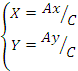 X = Ax/C
Y = Ay/C